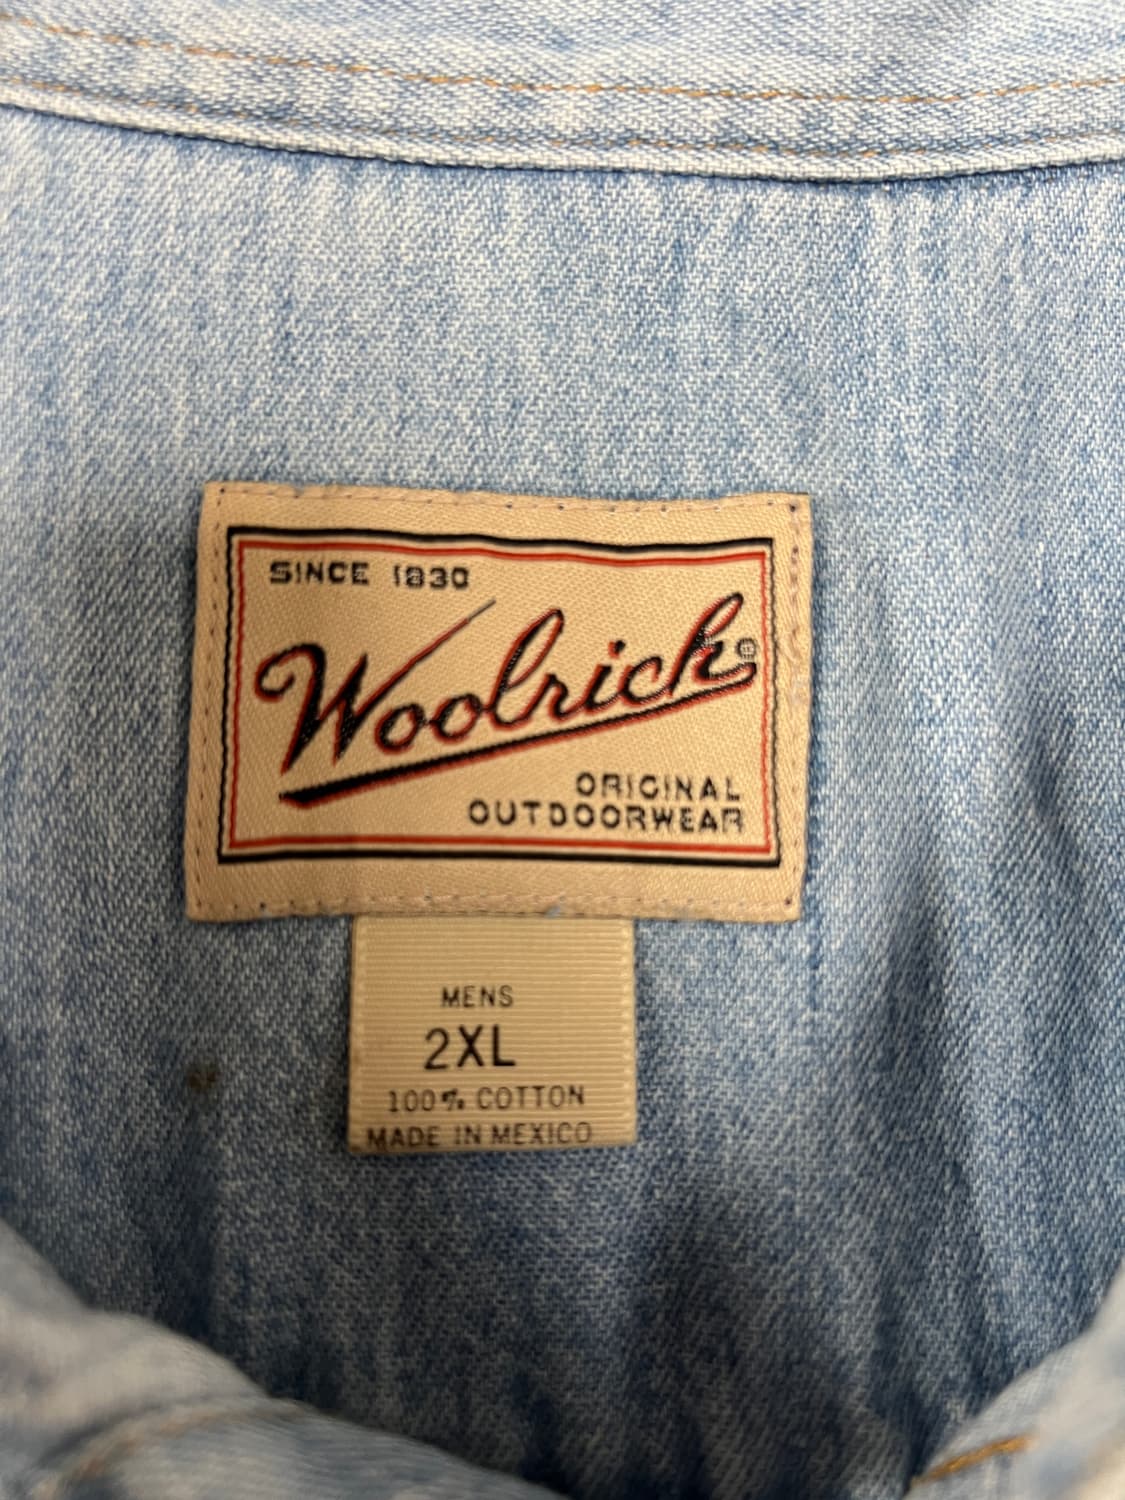 SINCE 1830
Woolrich®
ORIGINAL
OUTDOORWEAR
MENS
2XL
100% COTTON
MADE IN MEXICO